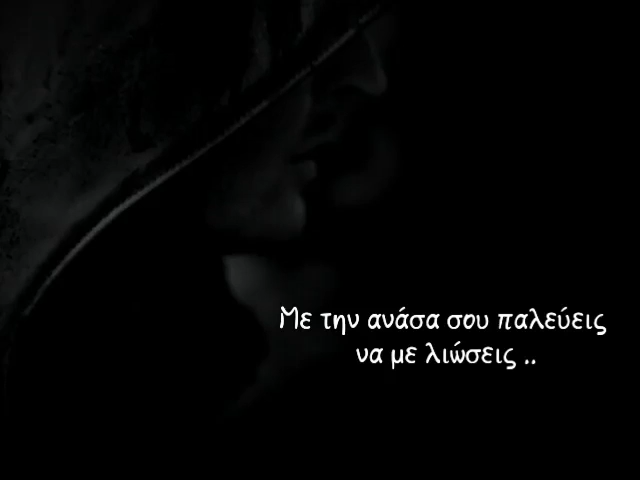 Με την ανάσα σου παλεύεις
να με λιώσεις ..